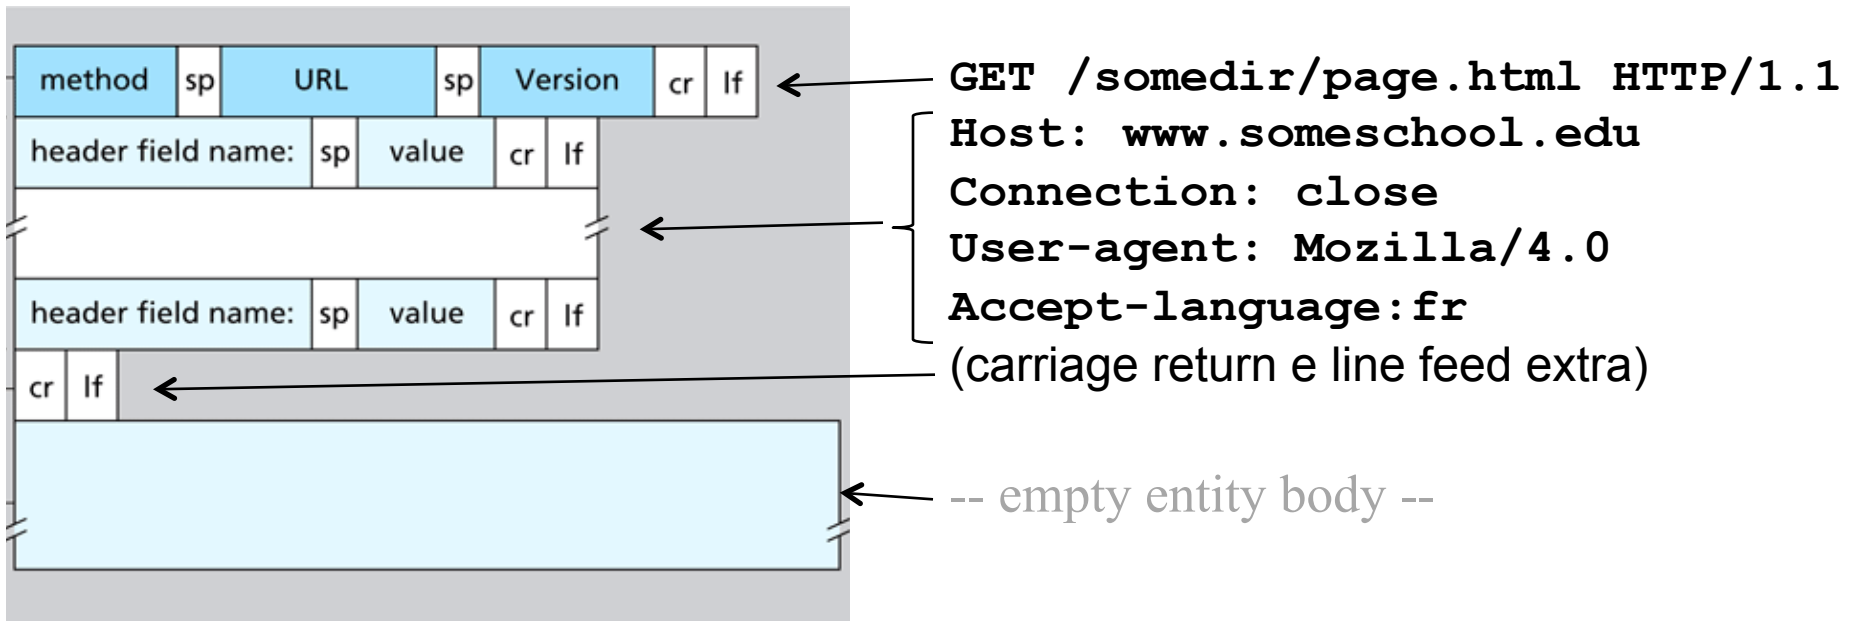 method sp URL sp Version cr lf
header field name: sp value cr lf
header field name: sp value cr lf
cr lf
GET /somedir/page.html HTTP/1.1
Host: www.someschool.edu
Connection: close
User-agent: Mozilla/4.0
Accept-language:fr
(carriage return e line feed extra)
-- empty entity body --